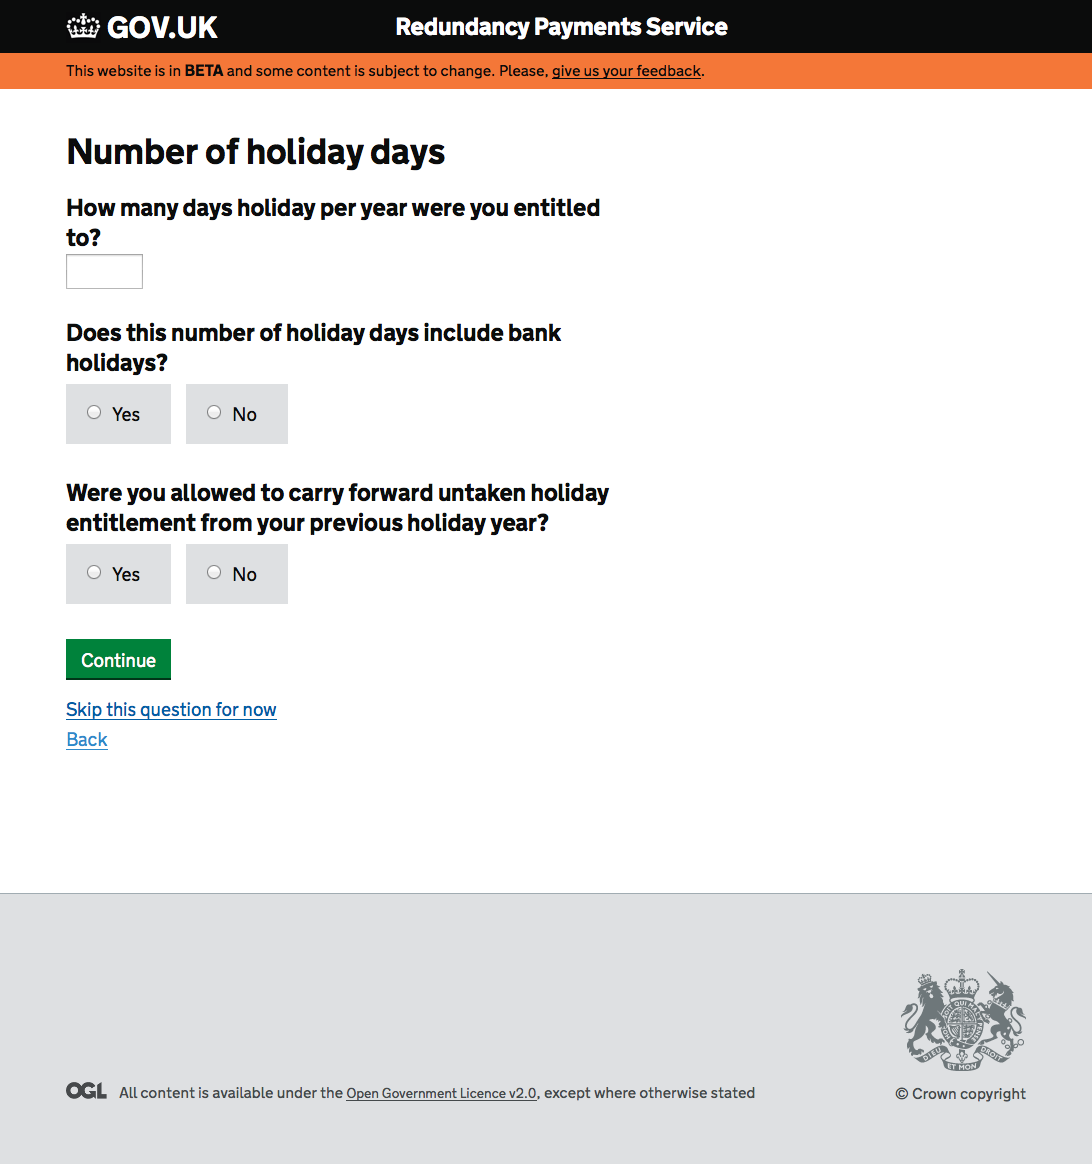 GOV.UK
Redundancy Payments Service
This website is in BETA and some content is subject to change. Please, give us your feedback.
Number of holiday days
How many days holiday per year were you entitled
to?
Does this number of holiday days include bank
holidays?
Yes
No
Were you allowed to carry forward untaken holiday
entitlement from your previous holiday year?
Yes
No
Continue
Skip this question for now
Back
DIEU ET MON DROIT
OGL
All content is available under the Open Government Licence v2.0, except where otherwise stated
© Crown copyright